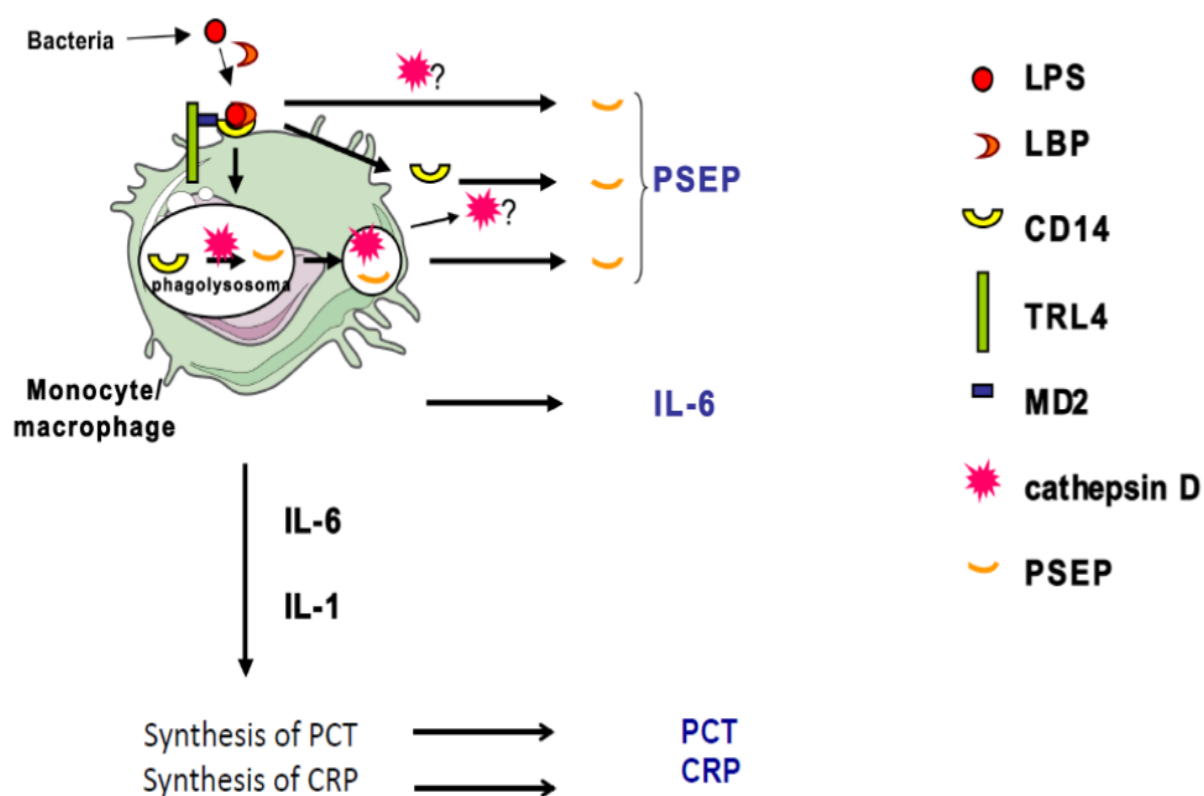 Bacteria
?
LPS
LBP
CD14
TRL4
MD2
cathepsin D
PSEP
PSEP
?
phagolysosoma
Monocyte/
macrophage
IL-6
IL-6
IL-1
Synthesis of PCT
PCT
Synthesis of CRP
CRP